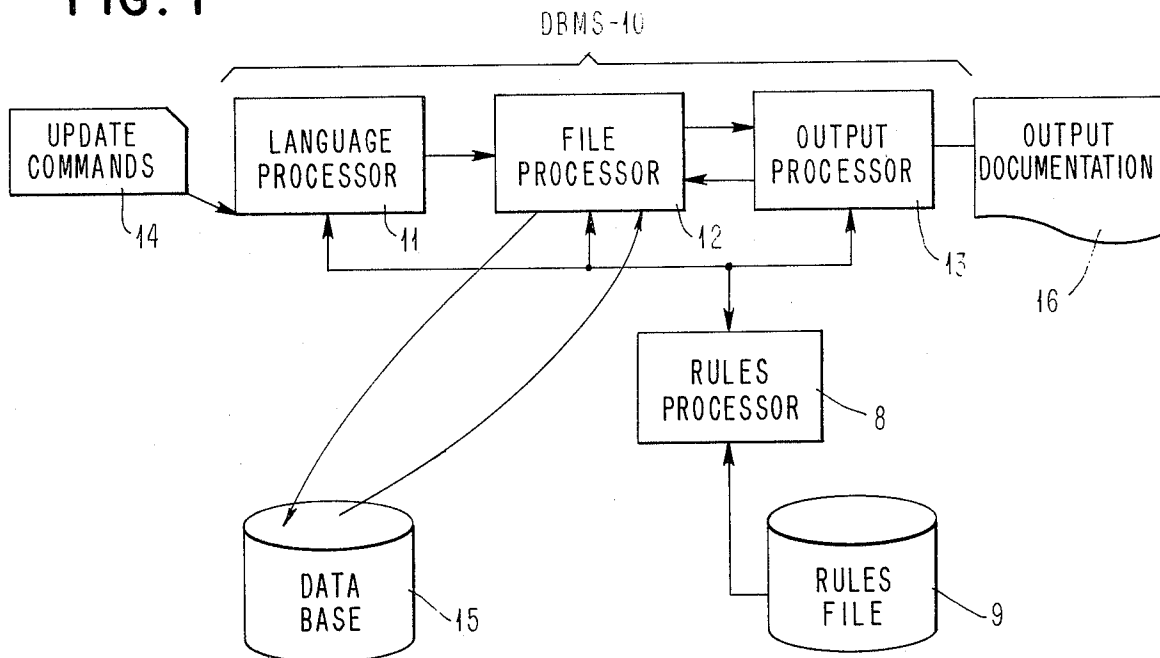 FIG. 1
DBMS-10
UPDATE
COMMANDS
14
LANGUAGE
PROCESSOR
11
FILE
PROCESSOR
12
OUTPUT
PROCESSOR
13
OUTPUT
DOCUMENTATION
16
RULES
PROCESSOR
8
DATA
BASE
15
RULES
FILE
9